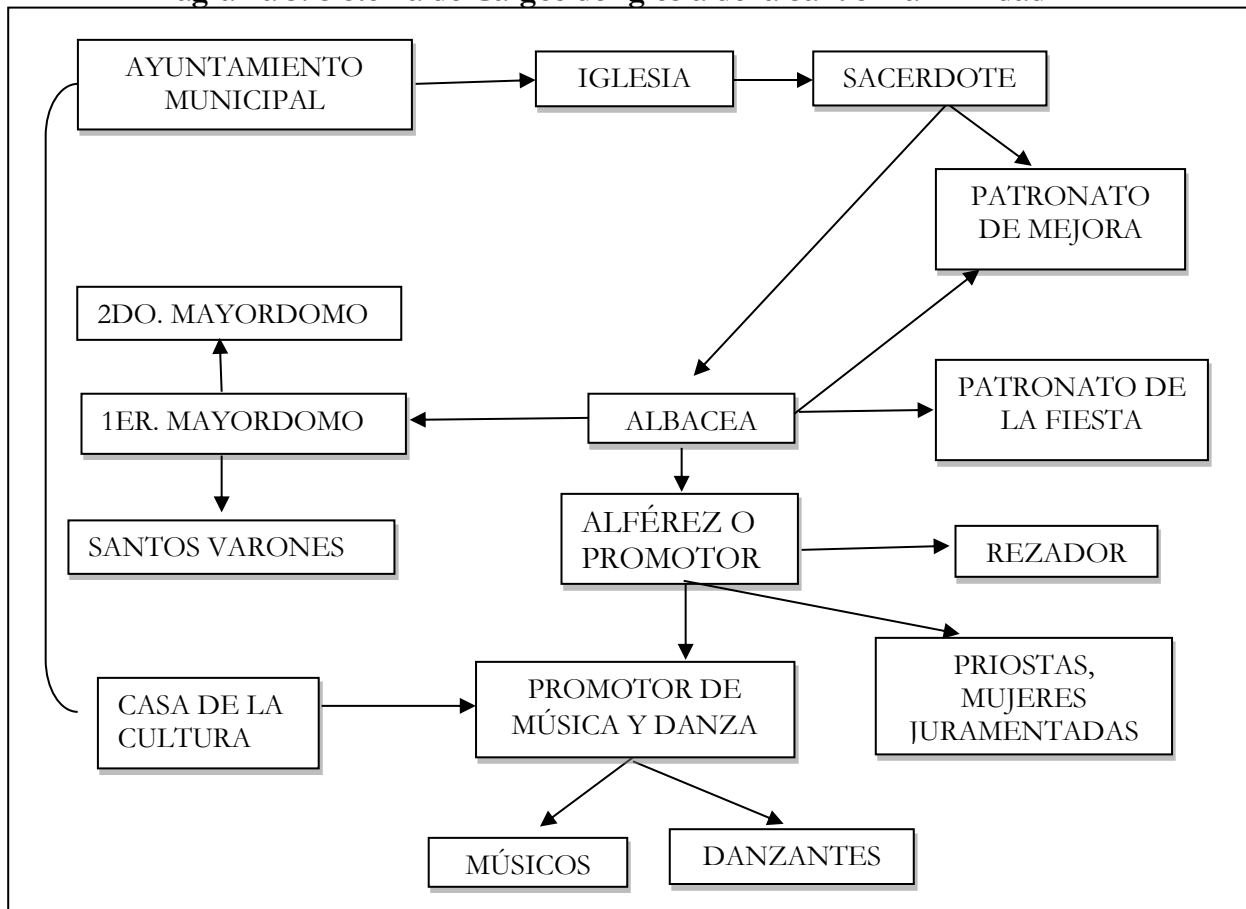 AYUNTAMIENTO
MUNICIPAL
IGLESIA
SACERDOTE
PATRONATO
DE MEJORA
2DO. MAYORDOMO
1ER. MAYORDOMO
ALBACEA
PATRONATO DE
LA FIESTA
SANTOS VARONES
ALFÉREZ O
PROMOTOR
REZADOR
PRIOSTAS,
MUJERES
JURAMENTADAS
CASA DE LA
CULTURA
PROMOTOR DE
MÚSICA Y DANZA
MÚSICOS
DANZANTES